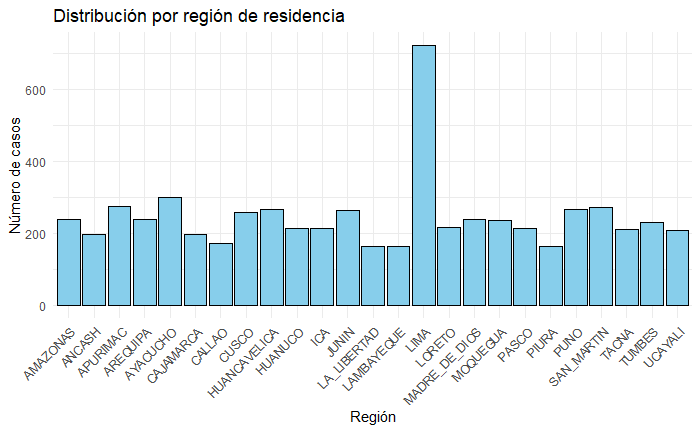 Distribución por región de residencia
Número de casos
600
400
200
0
AMAZONAS
ANCASH
APURIMAC
AREQUIPA
AYACUCHO
CAJAMARCA
CALLAO
CUSCO
HUANCAVELICA
HUANUCO
ICA
JUNIN
LA_LIBERTAD
LAMBAYEQUE
LIMA
LORETO
MADRE_DE_DIOS
MOQUEGUA
PASCO
PIURA
PUNO
SAN_MARTIN
TACNA
TUMBES
UCAYALI
Región